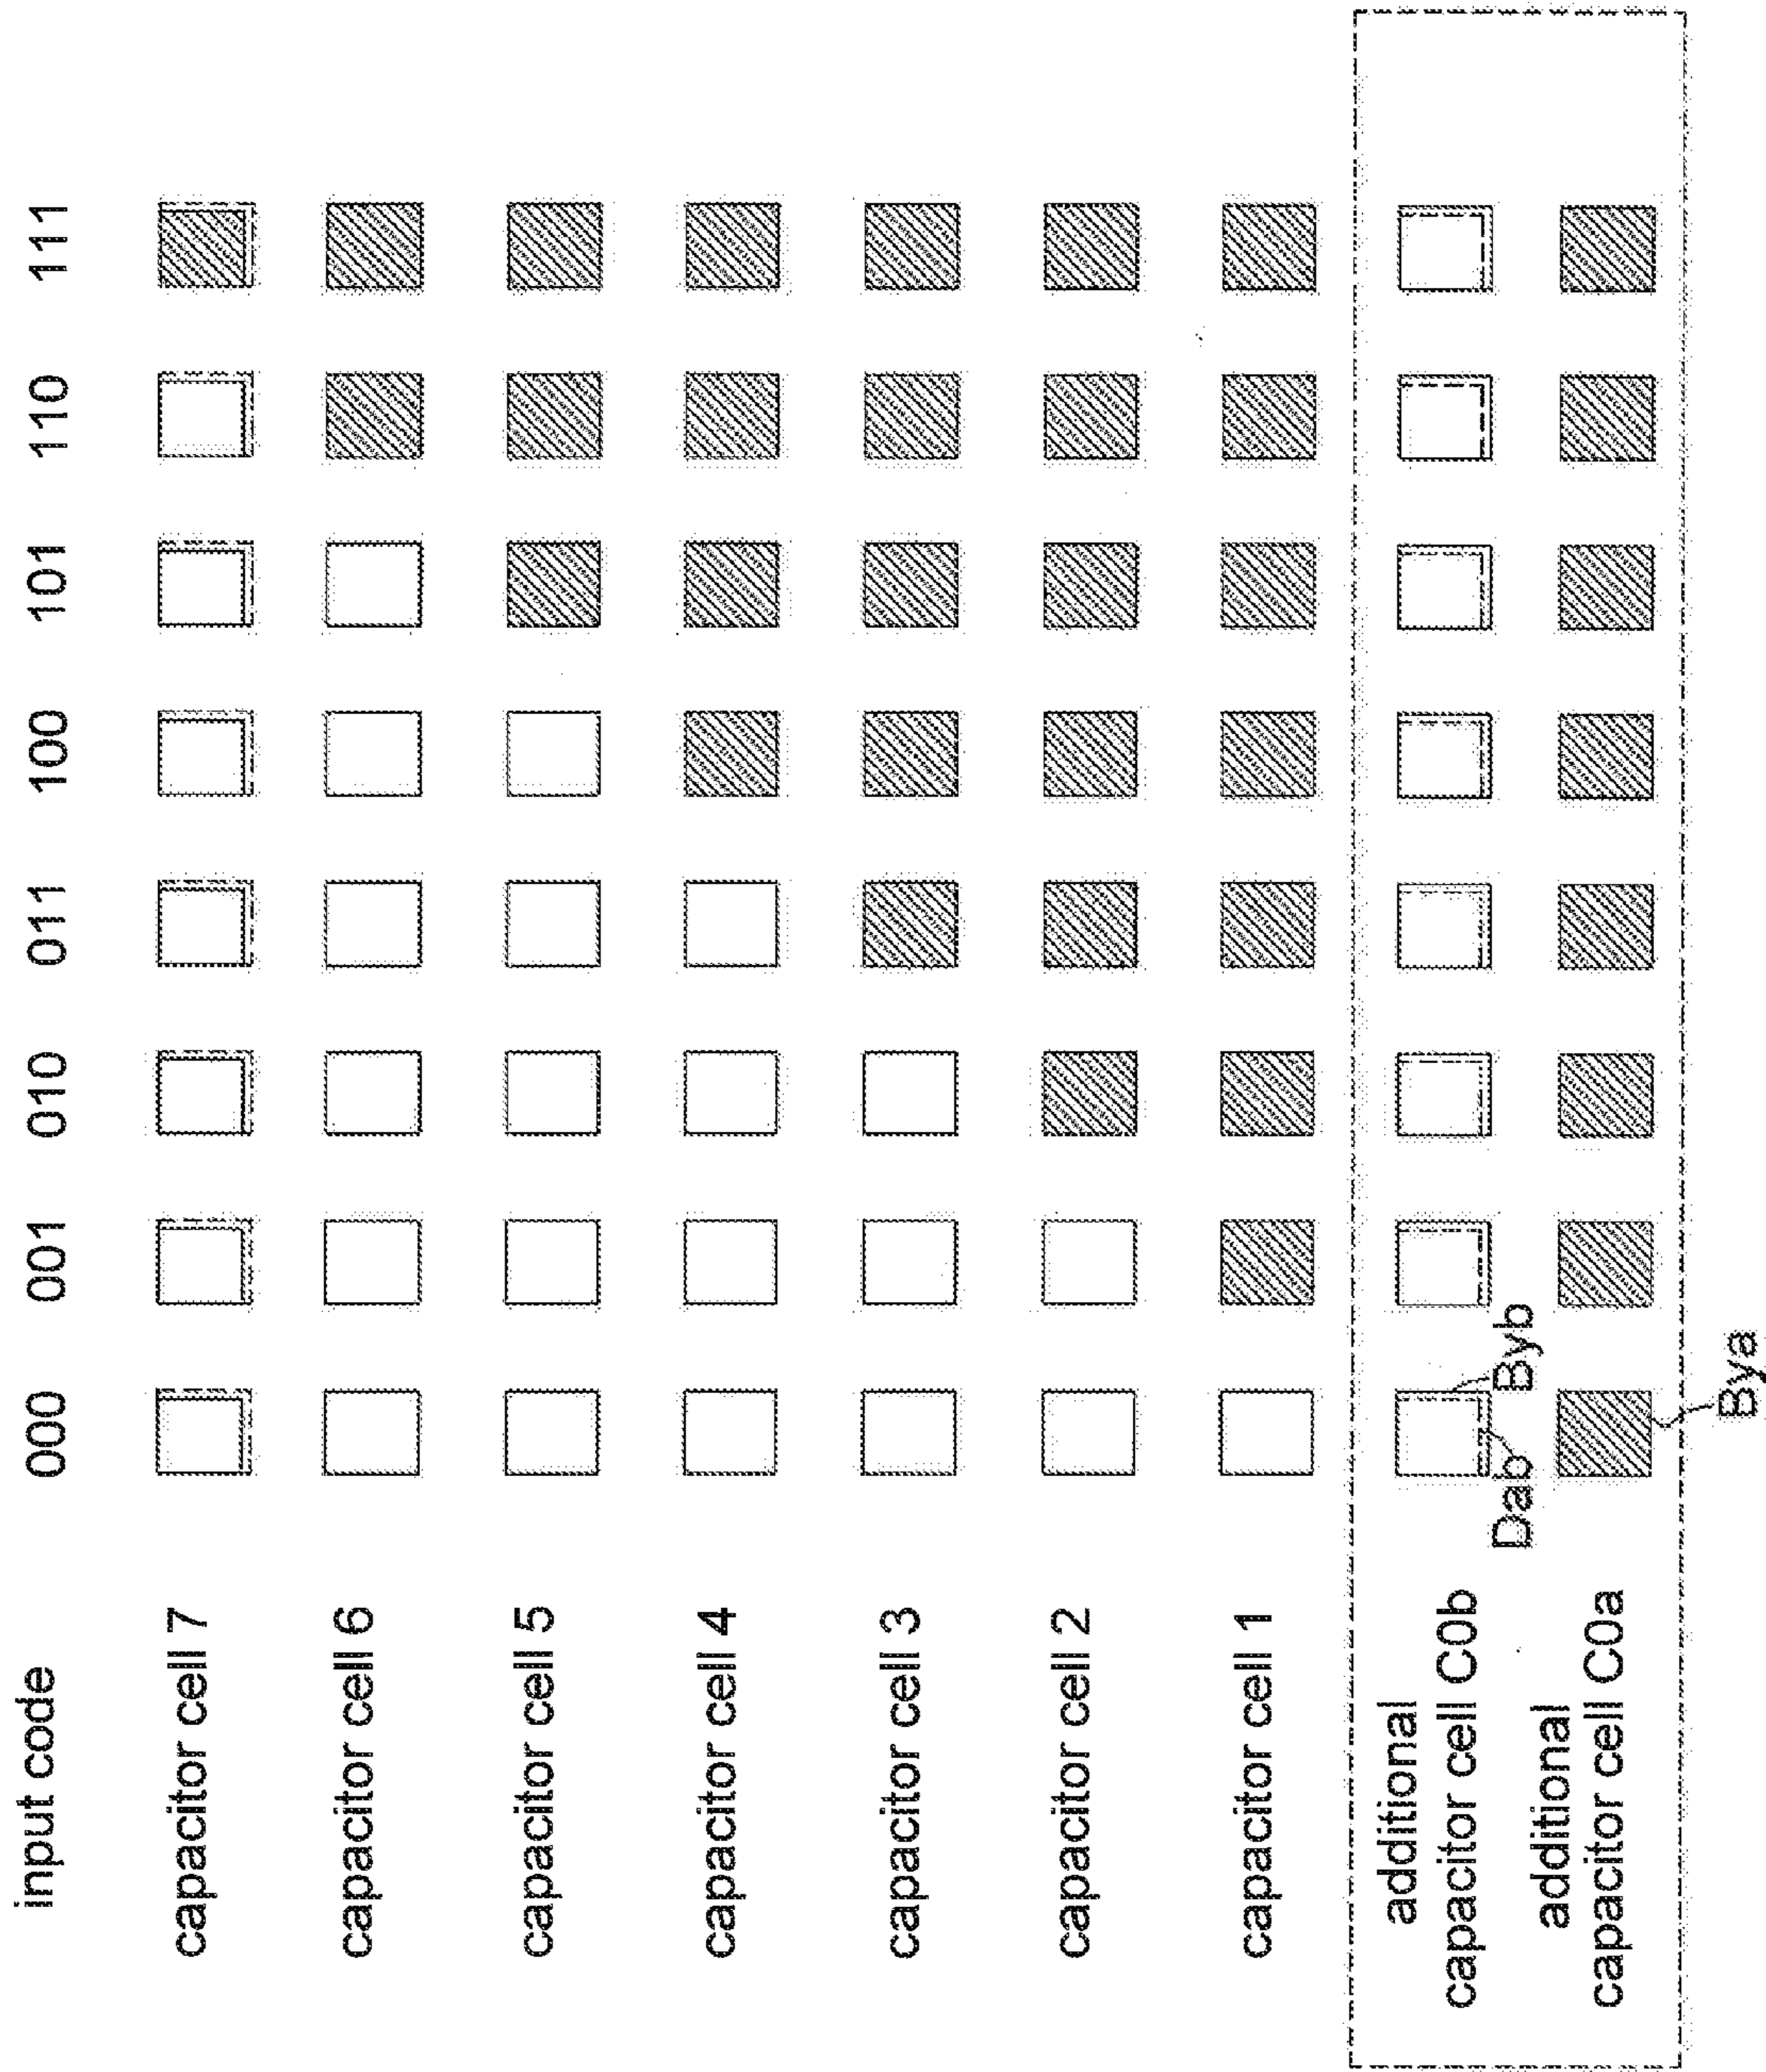 input code
000
001
010
011
100
101
110
111
capacitor cell 7
capacitor cell 6
capacitor cell 5
capacitor cell 4
capacitor cell 3
capacitor cell 2
capacitor cell 1
additional
capacitor cell C0b
Dab
Byb
additional
capacitor cell C0a
Bya